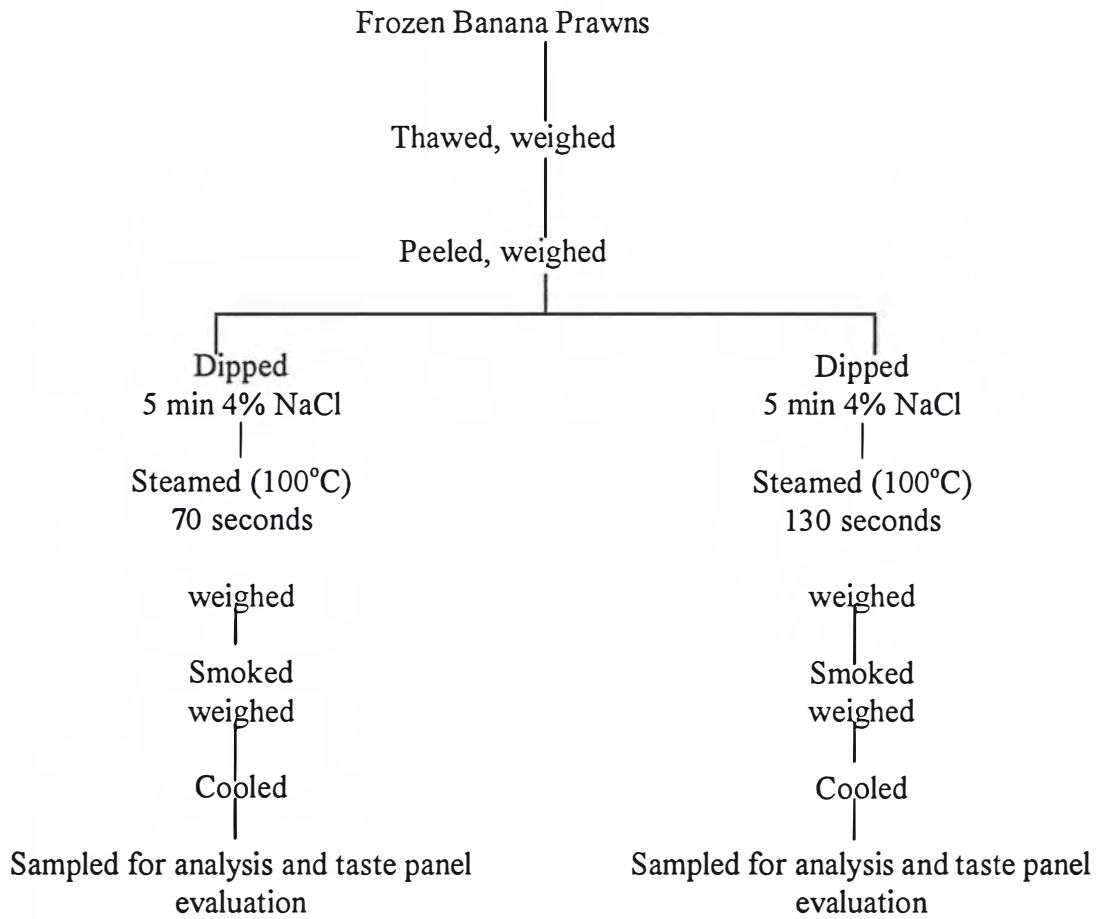 Frozen Banana Prawns
Thawed, weighed
Peeled, weighed
Dipped
5 min 4% NaCl
Steamed (100°C)
70 seconds
weighed
Smoked
weighed
Cooled
Sampled for analysis and taste panel
evaluation
Dipped
5 min 4% NaCl
Steamed (100°C)
130 seconds
weighed
Smoked
weighed
Cooled
Sampled for analysis and taste panel
evaluation